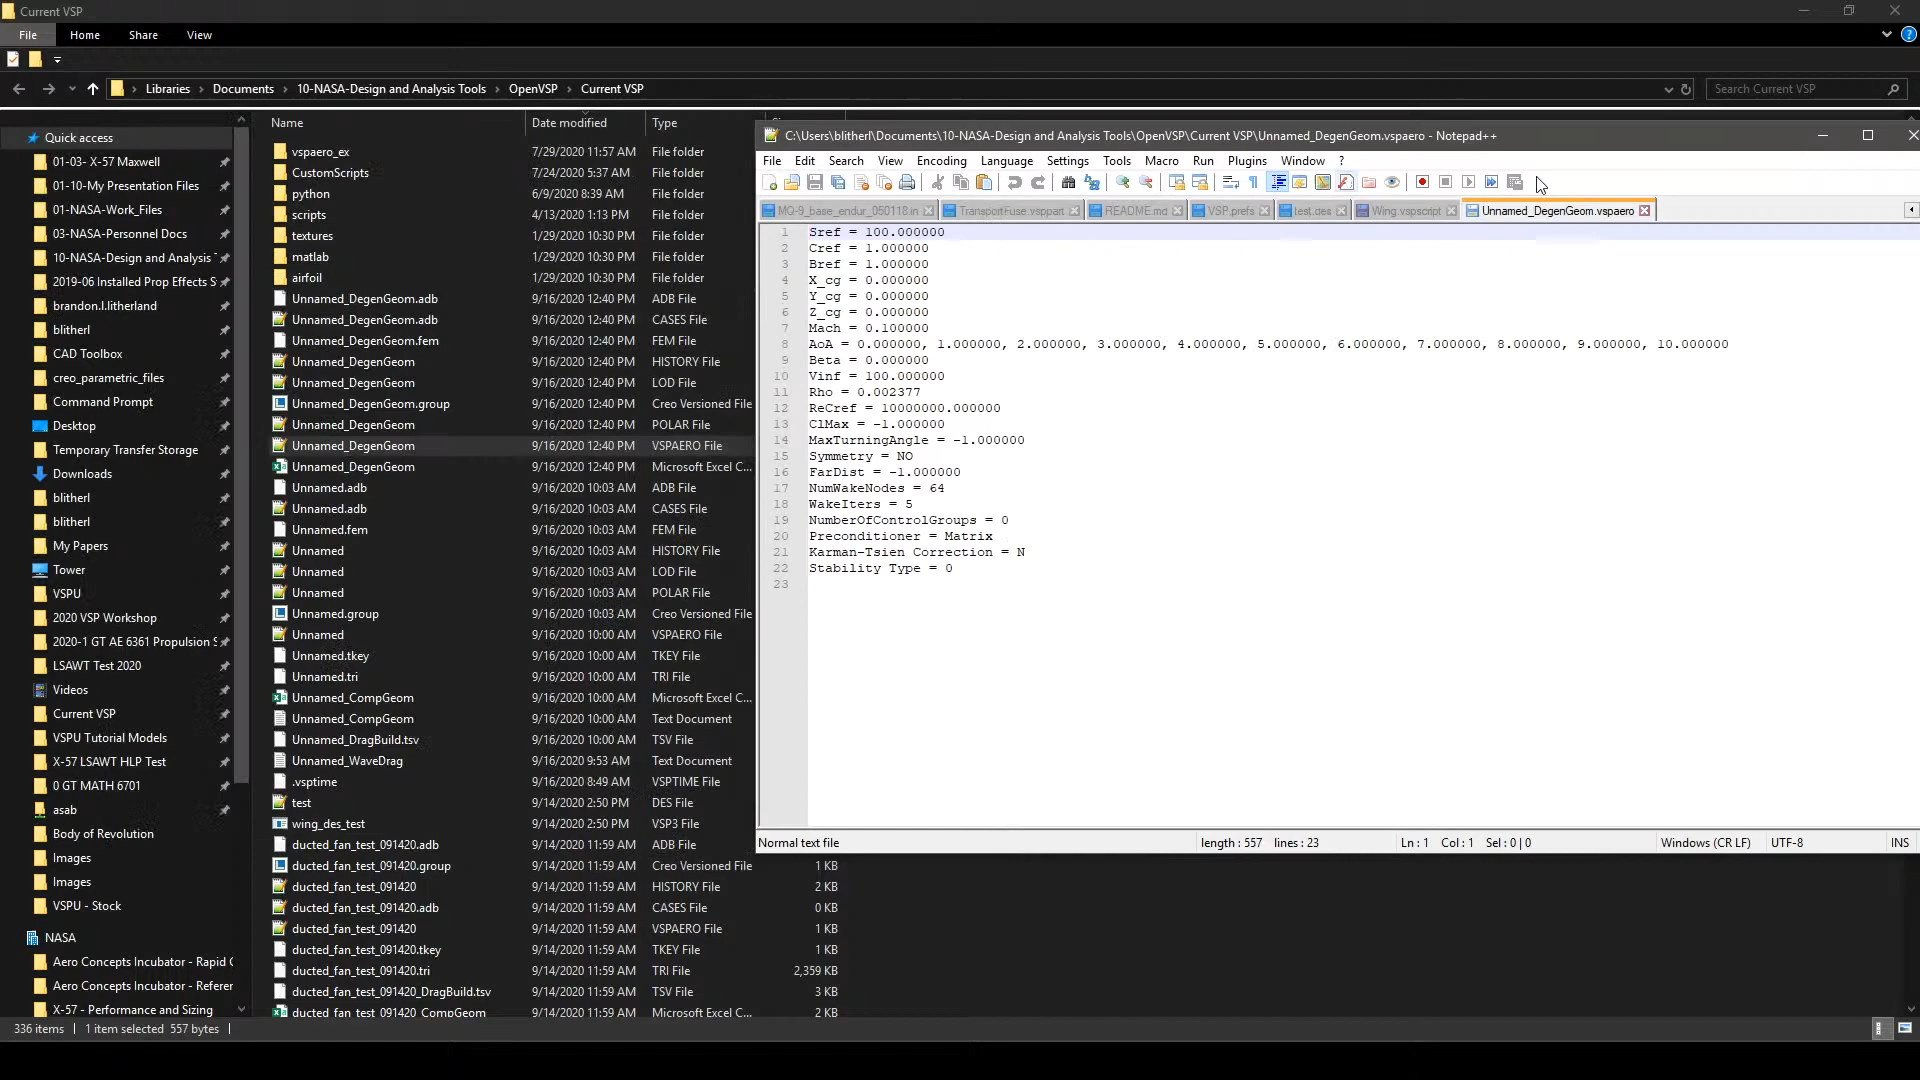 Current VSP
File Home Share View
Libraries › Documents › 10-NASA-Design and Analysis Tools › OpenVSP › Current VSP
Search Current VSP
Quick access
01-03- X-57 Maxwell
01-10-My Presentation Files
01-NASA-Work_Files
03-NASA-Personnel Docs
10-NASA-Design and Analysis
2019-06 Installed Prop Effects S
brandon.l.litherland
blitherl
CAD Toolbox
creo_parametric_files
Command Prompt
Desktop
Temporary Transfer Storage
Downloads
blitherl
blitherl
My Papers
Tower
VSPU
2020 VSP Workshop
2020-1 GT AE 6361 Propulsion S
LSAWT Test 2020
Videos
Current VSP
VSPU Tutorial Models
X-57 LSAWT HLP Test
0 GT MATH 6701
asab
Body of Revolution
Images
Images
VSPU - Stock
NASA
Aero Concepts Incubator - Rapid
Aero Concepts Incubator - Referer
X-57 - Performance and Sizing
Name Date modified Type
vspaero_ex 7/29/2020 11:57 AM File folder
CustomScripts 7/24/2020 5:37 AM File folder
python 6/9/2020 8:39 AM File folder
scripts 4/13/2020 1:13 PM File folder
textures 1/29/2020 10:30 PM File folder
matlab 1/29/2020 10:30 PM File folder
airfoil 1/29/2020 10:30 PM File folder
Unnamed_DegenGeom.adb 9/16/2020 12:40 PM ADB File
Unnamed_DegenGeom.adb 9/16/2020 12:40 PM CASES File
Unnamed_DegenGeom.fem 9/16/2020 12:40 PM FEM File
Unnamed_DegenGeom 9/16/2020 12:40 PM HISTORY File
Unnamed_DegenGeom 9/16/2020 12:40 PM LOD File
Unnamed_DegenGeom.group 9/16/2020 12:40 PM Creo Versioned File
Unnamed_DegenGeom 9/16/2020 12:40 PM POLAR File
Unnamed_DegenGeom 9/16/2020 12:40 PM VSPAERO File
Unnamed_DegenGeom 9/16/2020 12:40 PM Microsoft Excel C...
Unnamed.adb 9/16/2020 10:03 AM ADB File
Unnamed.adb 9/16/2020 10:03 AM CASES File
Unnamed.fem 9/16/2020 10:03 AM FEM File
Unnamed 9/16/2020 10:03 AM HISTORY File
Unnamed 9/16/2020 10:03 AM LOD File
Unnamed 9/16/2020 10:03 AM POLAR File
Unnamed.group 9/16/2020 10:03 AM Creo Versioned File
Unnamed 9/16/2020 10:00 AM VSPAERO File
Unnamed.tkey 9/16/2020 10:00 AM TKEY File
Unnamed.tri 9/16/2020 10:00 AM TRI File
Unnamed_CompGeom 9/16/2020 10:00 AM Microsoft Excel C...
Unnamed_CompGeom 9/16/2020 10:00 AM Text Document
Unnamed_DragBuild.tsv 9/16/2020 10:00 AM TSV File
Unnamed_WaveDrag 9/16/2020 9:53 AM Text Document
.vsptime 9/16/2020 8:49 AM VSPTIME File
test 9/14/2020 2:50 PM DES File
wing_des_test 9/14/2020 2:50 PM VSP3 File
ducted_fan_test_091420.adb 9/14/2020 11:59 AM ADB File
ducted_fan_test_091420.group 9/14/2020 11:59 AM Creo Versioned File 1 KB
ducted_fan_test_091420 9/14/2020 11:59 AM HISTORY File 2 KB
ducted_fan_test_091420.adb 9/14/2020 11:59 AM CASES File 0 KB
ducted_fan_test_091420 9/14/2020 11:59 AM VSPAERO File 1 KB
ducted_fan_test_091420.tkey 9/14/2020 11:59 AM TKEY File 1 KB
ducted_fan_test_091420.tri 9/14/2020 11:59 AM TRI File 2,359 KB
ducted_fan_test_091420_DragBuild.tsv 9/14/2020 11:59 AM TSV File 3 KB
ducted_fan_test_091420_CompGeom 9/14/2020 11:59 AM Microsoft Excel C... 2 KB
336 items 1 item selected 557 bytes
C:\Users\blitherl\Documents\10-NASA-Design and Analysis Tools\OpenVSP\Current VSP\Unnamed_DegenGeom.vspaero - Notepad++
File Edit Search View Encoding Language Settings Tools Macro Run Plugins Window ?
MQ-9_base_endur_050118.in TransportFuse.vsppart README.md VSP.prefs test.des Wing.vspscript Unnamed_DegenGeom.vspaero
1 Sref = 100.000000
2 Cref = 1.000000
3 Bref = 1.000000
4 X_cg = 0.000000
5 Y_cg = 0.000000
6 Z_cg = 0.000000
7 Mach = 0.100000
8 AoA = 0.000000, 1.000000, 2.000000, 3.000000, 4.000000, 5.000000, 6.000000, 7.000000, 8.000000, 9.000000, 10.000000
9 Beta = 0.000000
10 Vinf = 100.000000
11 Rho = 0.002377
12 ReCref = 10000000.000000
13 ClMax = -1.000000
14 MaxTurningAngle = -1.000000
15 Symmetry = NO
16 FarDist = -1.000000
17 NumWakeNodes = 64
18 WakeIters = 5
19 NumberOfControlGroups = 0
20 Preconditioner = Matrix
21 Karman-Tsien Correction = N
22 Stability Type = 0
23
Normal text file length : 557 lines : 23 Ln : 1 Col : 1 Sel : 0 | 0 Windows (CR LF) UTF-8 INS